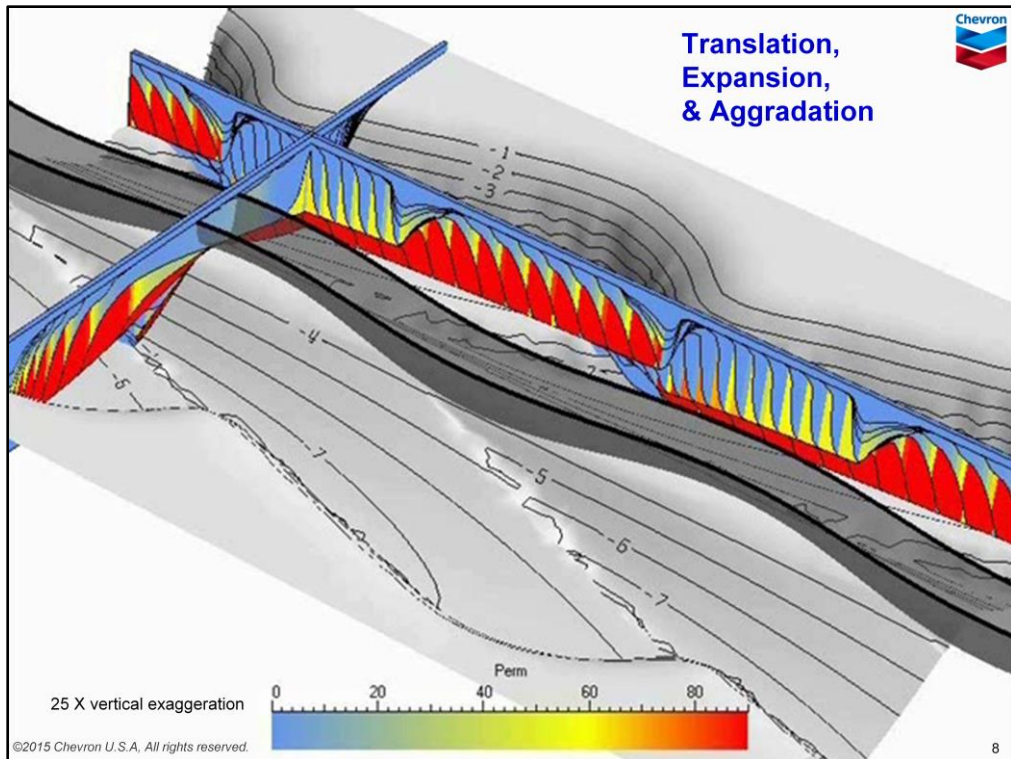 Translation,
Expansion,
& Aggradation
Chevron
-1
-2
-3
-4
-5
-6
-7
-5
-6
-7
Perm
0 20 40 60 80
25 X vertical exaggeration
©2015 Chevron U.S.A, All rights reserved.
8